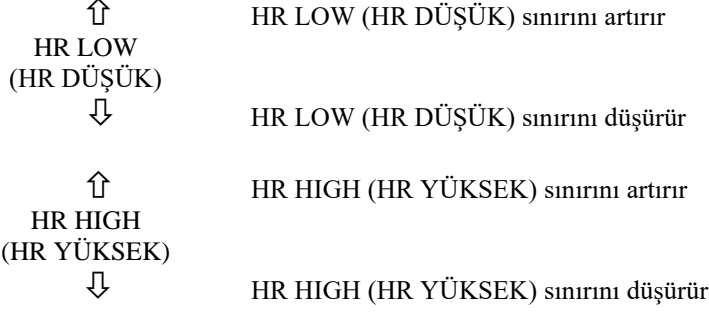 ⇧ HR LOW (HR DÜŞÜK) sınırını artırır
HR LOW
(HR DÜŞÜK)
⇩ HR LOW (HR DÜŞÜK) sınırını düşürür
⇧ HR HIGH (HR YÜKSEK) sınırını artırır
HR HIGH
(HR YÜKSEK)
⇩ HR HIGH (HR YÜKSEK) sınırını düşürür